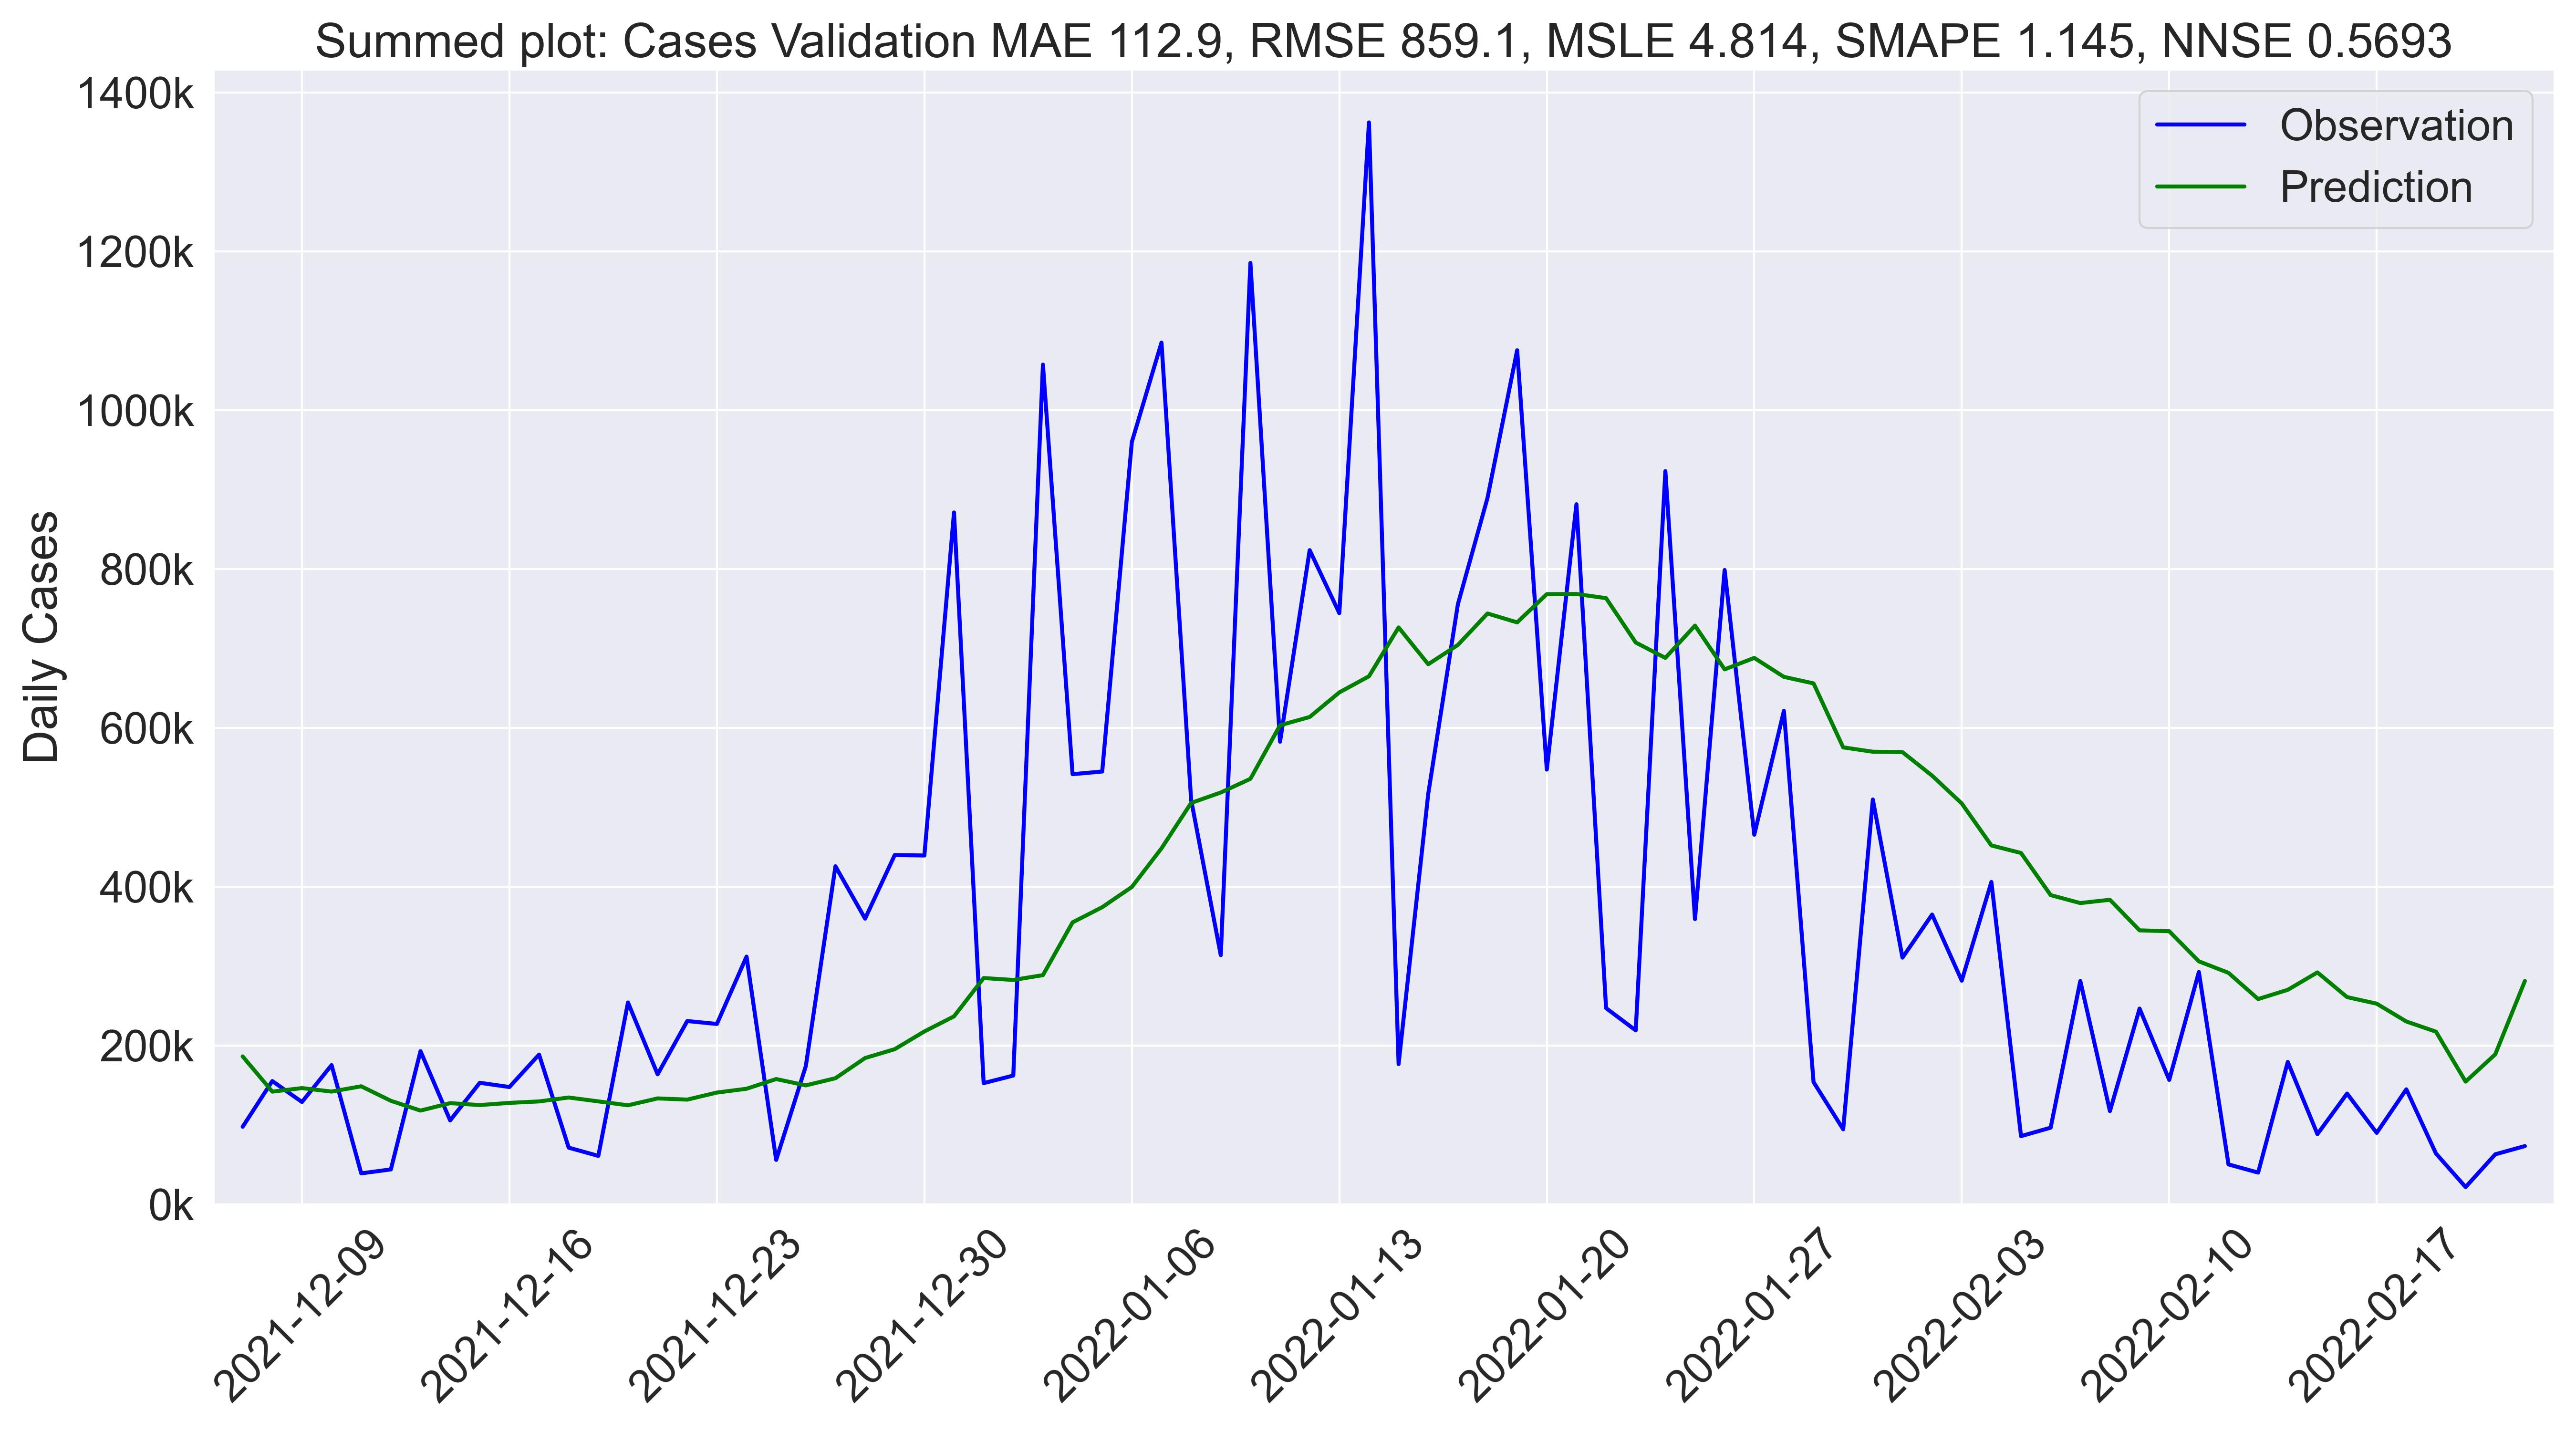 Summed plot: Cases Validation MAE 112.9, RMSE 859.1, MSLE 4.814, SMAPE 1.145, NNSE 0.5693
1400k
1200k
1000k
800k
600k
400k
200k
0k
Daily Cases
Observation
Prediction
2021-12-09
2021-12-16
2021-12-23
2021-12-30
2022-01-06
2022-01-13
2022-01-20
2022-01-27
2022-02-03
2022-02-10
2022-02-17